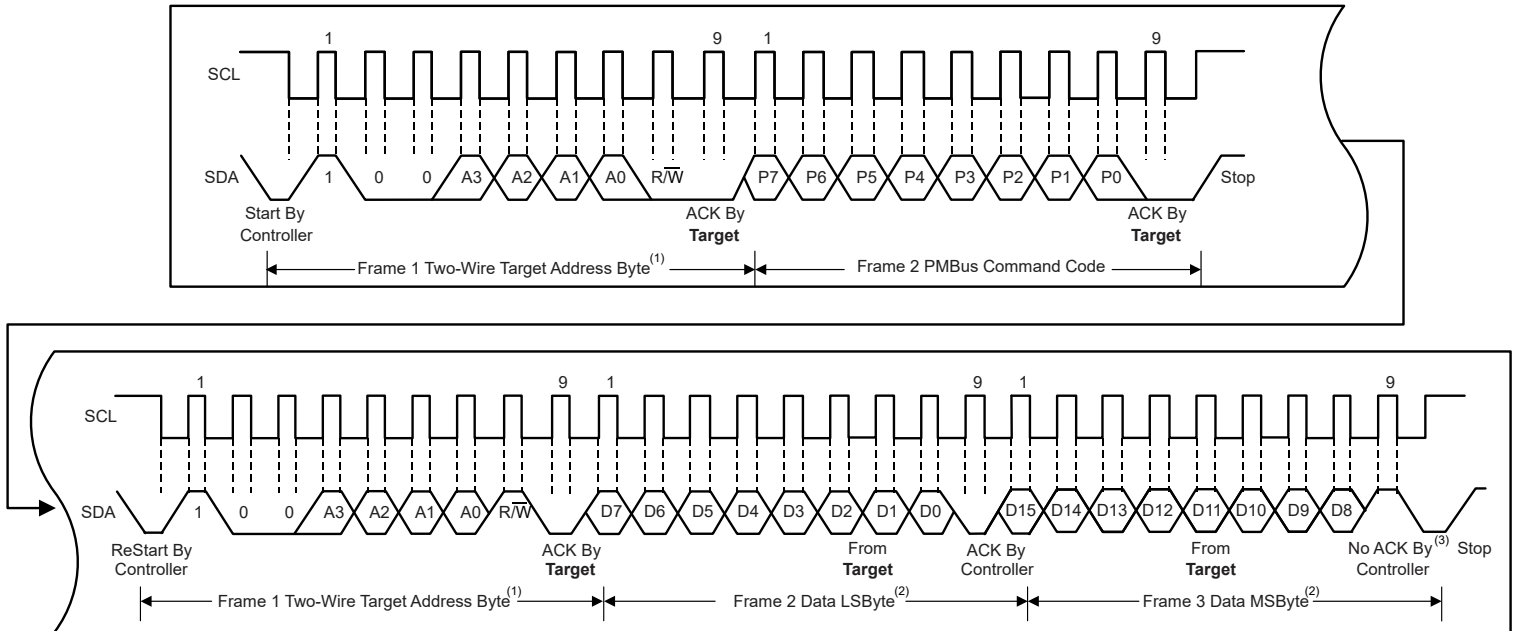 1 9 1 9
SCL
SDA 1 0 0 A3 A2 A1 A0 R/W̅ P7 P6 P5 P4 P3 P2 P1 P0 Stop
Start By Controller
ACK By Target
ACK By Target
Frame 1 Two-Wire Target Address Byte(1)
Frame 2 PMBus Command Code
1 9 1 9 1 9
SCL
SDA 1 0 0 A3 A2 A1 A0 R/W̅ D7 D6 D5 D4 D3 D2 D1 D0 D15 D14 D13 D12 D11 D10 D9 D8
ReStart By Controller
ACK By Target
From Target
ACK By Controller
From Target
No ACK By(3) Controller
Stop
Frame 1 Two-Wire Target Address Byte(1)
Frame 2 Data LSByte(2)
Frame 3 Data MSByte(2)